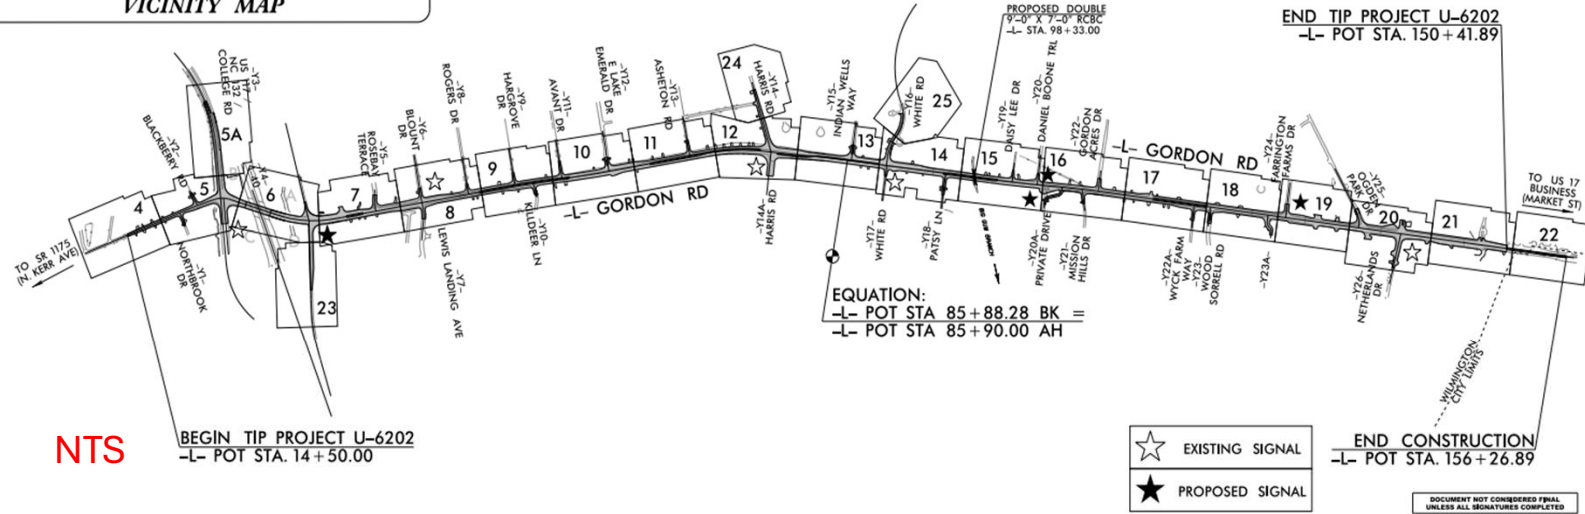 VICINITY MAP
PROPOSED DOUBLE
9'-0" X 7'-0" RCBC
-L- STA. 98+33.00
END TIP PROJECT U-6202
-L- POT STA. 150+41.89
-Y3-
US 117 /
NC 132 /
COLLEGE RD
-Y2-
BLACKBERRY RD
-Y4-
I-40
-Y5-
ROSEBAY
TERRACE
-Y6-
BLOUNT
DR
-Y8-
ROGERS DR
-Y9-
HARGROVE
DR
-Y11-
AVANT DR
-Y12-
E LAKE
EMERALD DR
-Y13-
ASHETON RD
-Y14-
HARRIS RD
-Y15-
INDIAN WELLS
WAY
-Y16-
WHITE RD
-Y19-
DAISY LEE DR
-Y20-
DANIEL BOONE TRL
-Y22-
GORDON
ACRES DR
-L- GORDON RD
-Y24-
FARRINGTON
FARMS DR
-Y25-
OGDEN
PARK DR
TO US 17
BUSINESS
(MARKET ST)
4
5
5A
6
7
8
9
10
11
12
13
14
15
16
17
18
19
20
21
22
23
24
25
TO SR 1175
(N. KERR AVE)
-Y1-
NORTHBROOK
DR
-Y7-
LEWIS LANDING AVE
-Y10-
KILLDEER LN
-L- GORDON RD
-Y14A-
HARRIS RD
-Y17-
WHITE RD
-Y18-
PATSY LN
-Y20A-
PRIVATE DRIVE
-Y21-
MISSION
HILLS DR
-Y22A-
WYCK FARM
WAY
-Y23-
WOOD
SORRELL RD
-Y23A-
-Y26-
NETHERLANDS
DR
EQUATION:
-L- POT STA 85+88.28 BK =
-L- POT STA 85+90.00 AH
WILMINGTON
CITY LIMITS
NTS
BEGIN TIP PROJECT U-6202
-L- POT STA. 14+50.00
EXISTING SIGNAL
PROPOSED SIGNAL
END CONSTRUCTION
-L- POT STA. 156+26.89
DOCUMENT NOT CONSIDERED FINAL
UNLESS ALL SIGNATURES COMPLETED